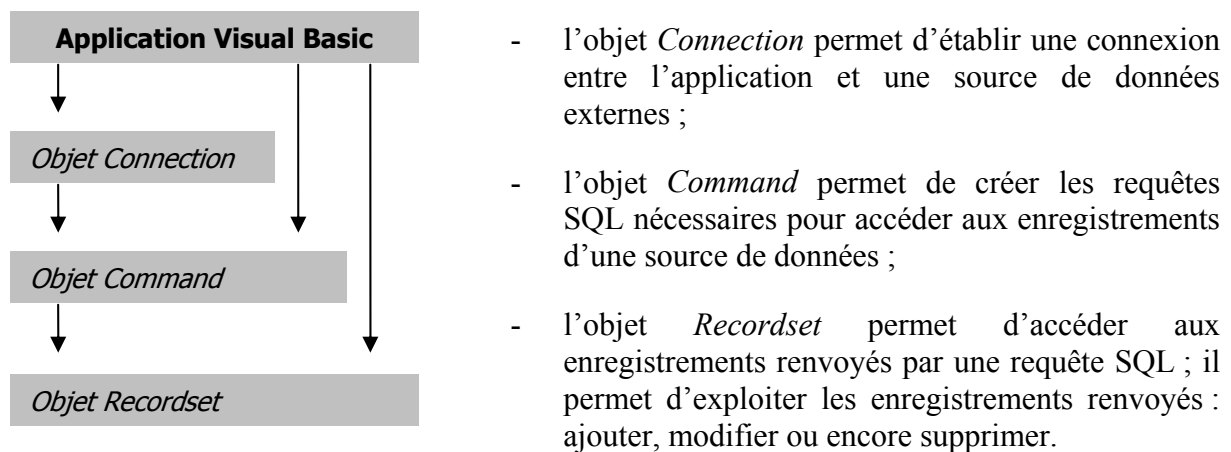 Application Visual Basic
Objet Connection
Objet Command
Objet Recordset
- l’objet Connection permet d’établir une connexion
entre l’application et une source de données
externes ;
- l’objet Command permet de créer les requêtes
SQL nécessaires pour accéder aux enregistrements
d’une source de données ;
- l’objet Recordset permet d’accéder aux
enregistrements renvoyés par une requête SQL ; il
permet d’exploiter les enregistrements renvoyés :
ajouter, modifier ou encore supprimer.